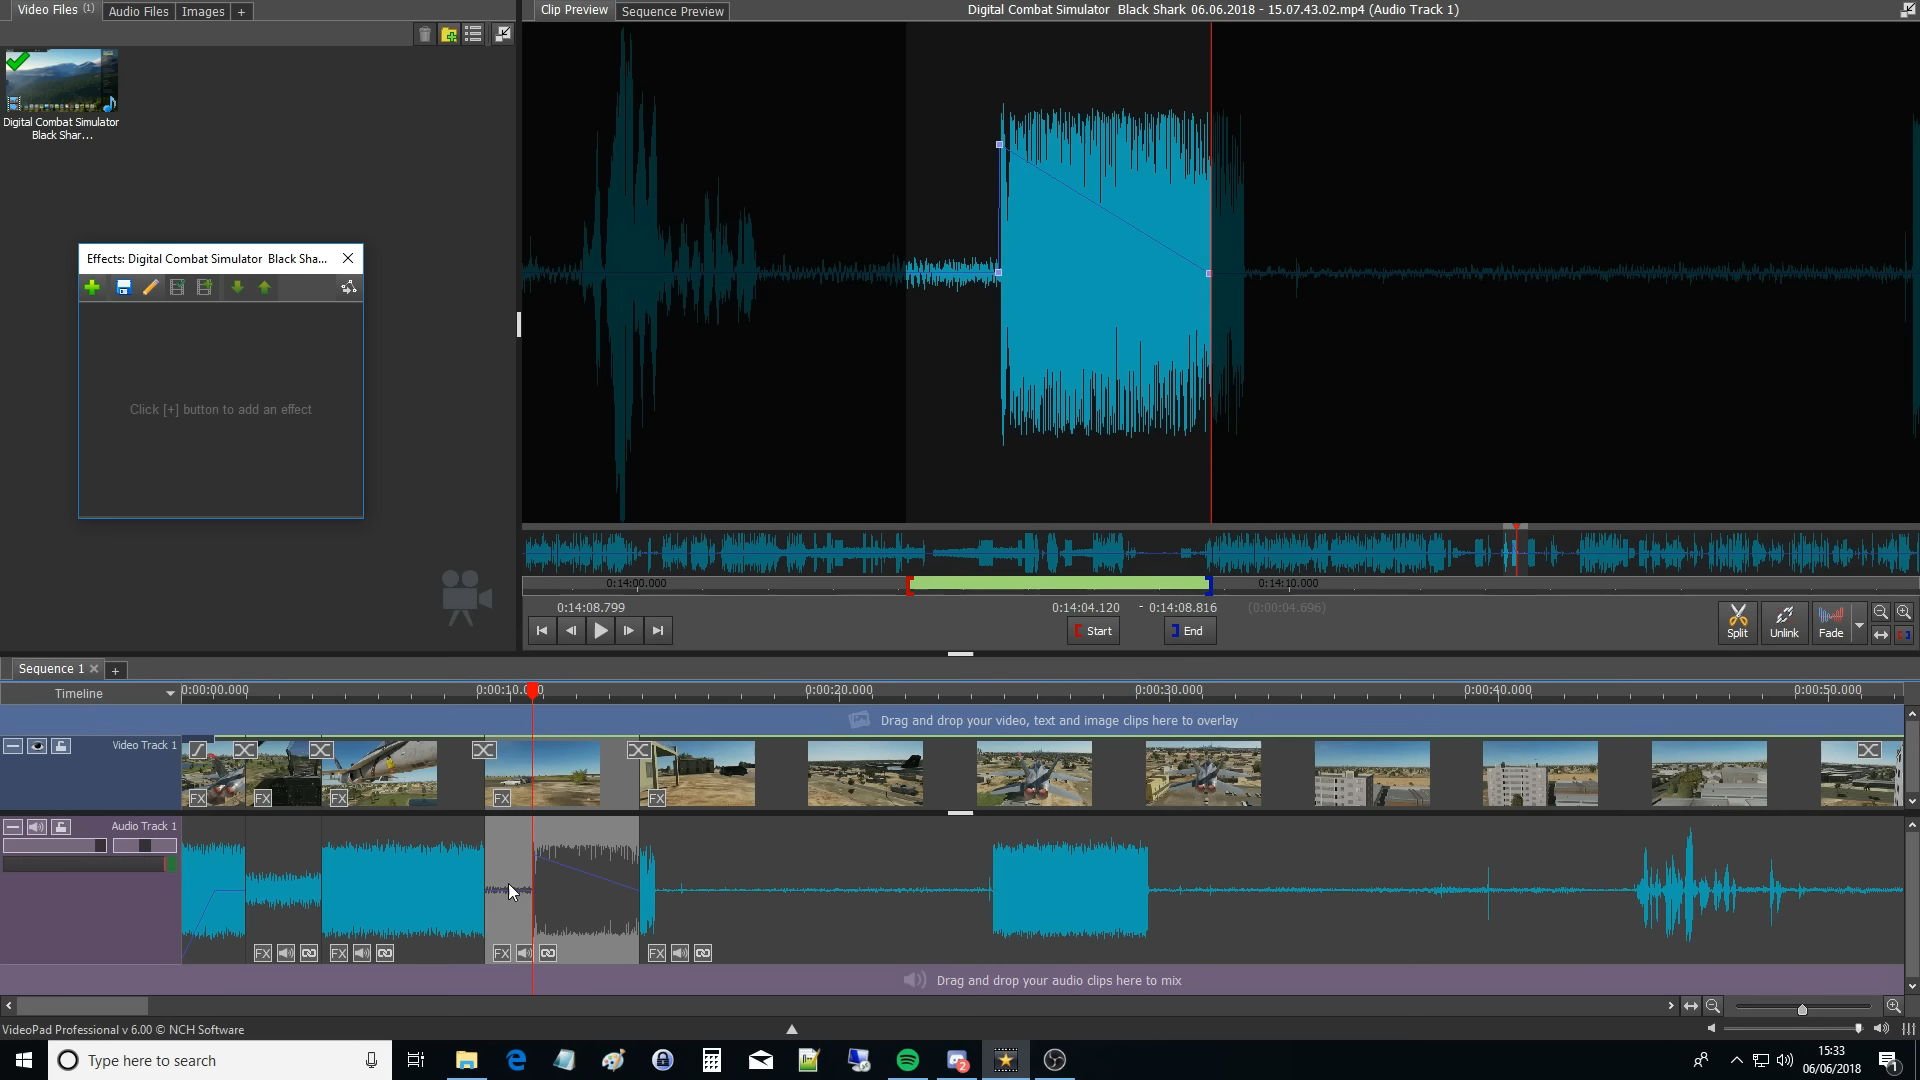 Video Files (1)
Audio Files
Images
+
Clip Preview
Sequence Preview
Digital Combat Simulator Black Shark 06.06.2018 - 15.07.43.02.mp4 (Audio Track 1)
Digital Combat Simulator
Black Shar...
Effects: Digital Combat Simulator Black Sha...
Click [+] button to add an effect
0:14:00.000
0:14:10.000
0:14:08.799
0:14:04.120 - 0:14:08.816 (0:00:04.696)
Start
End
Split
Unlink
Fade
Sequence 1
+
Timeline
0:00:00.000
0:00:20.000
0:00:30.000
0:00:40.000
0:00:50.000
Drag and drop your video, text and image clips here to overlay
Video Track 1
FX
FX
FX
FX
FX
Audio Track 1
FX
FX
FX
FX
Drag and drop your audio clips here to mix
VideoPad Professional v 6.00 © NCH Software
Type here to search
2
15:33
06/06/2018
1